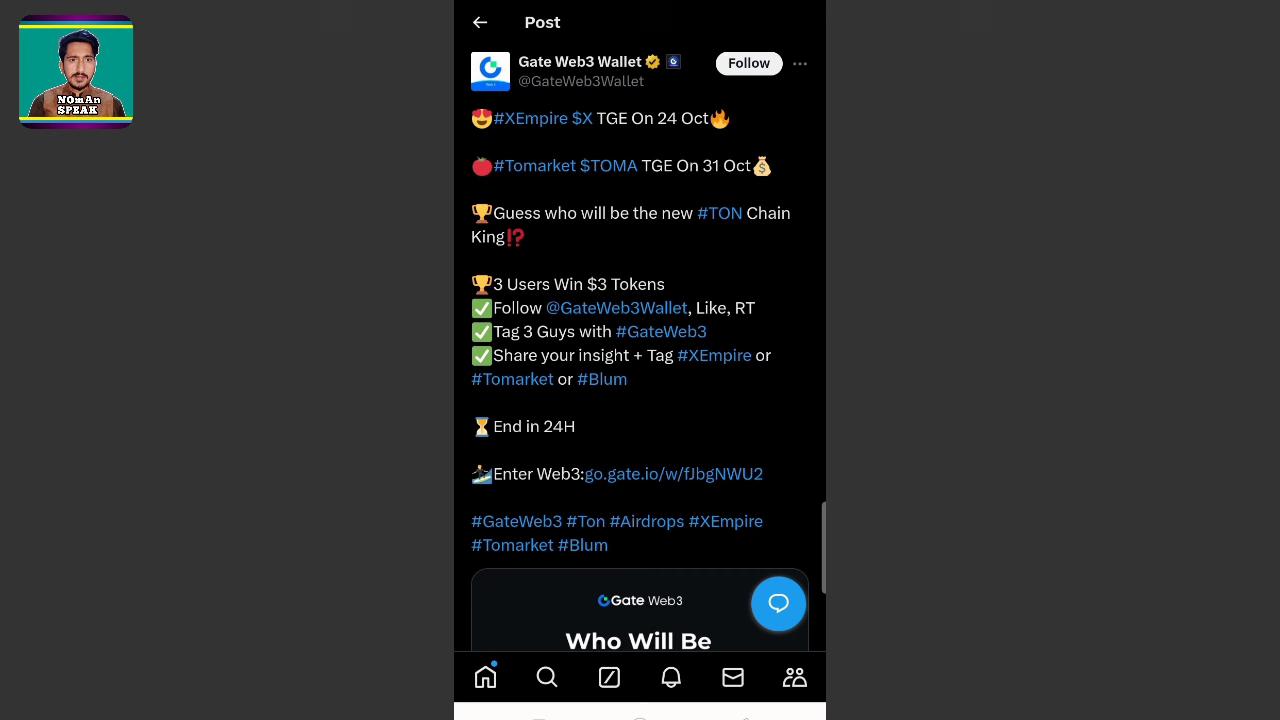 NOmAn
SPEAK
Post
Gate Web3 Wallet
Follow
@GateWeb3Wallet
😍#XEmpire $X TGE On 24 Oct🔥
🍅#Tomarket $TOMA TGE On 31 Oct💰
🏆Guess who will be the new #TON Chain
King⁉️
🏆3 Users Win $3 Tokens
✅Follow @GateWeb3Wallet, Like, RT
✅Tag 3 Guys with #GateWeb3
✅Share your insight + Tag #XEmpire or
#Tomarket or #Blum
⏳End in 24H
🏄Enter Web3:go.gate.io/w/fJbgNWU2
#GateWeb3 #Ton #Airdrops #XEmpire
#Tomarket #Blum
Gate Web3
Who Will Be